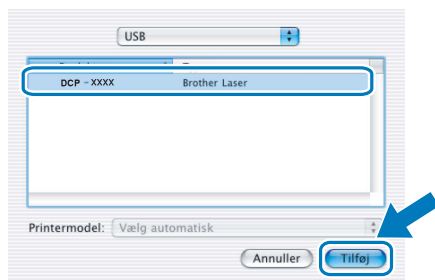 USB
DCP - XXXX Brother Laser
Printermodel: Vælg automatisk
Annuller Tilføj